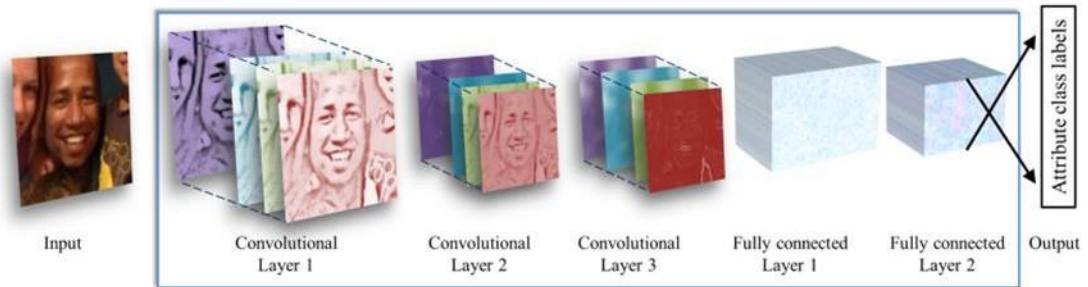 Input
Convolutional
Layer 1
Convolutional
Layer 2
Convolutional
Layer 3
Fully connected
Layer 1
Fully connected
Layer 2
Output
Attribute class labels